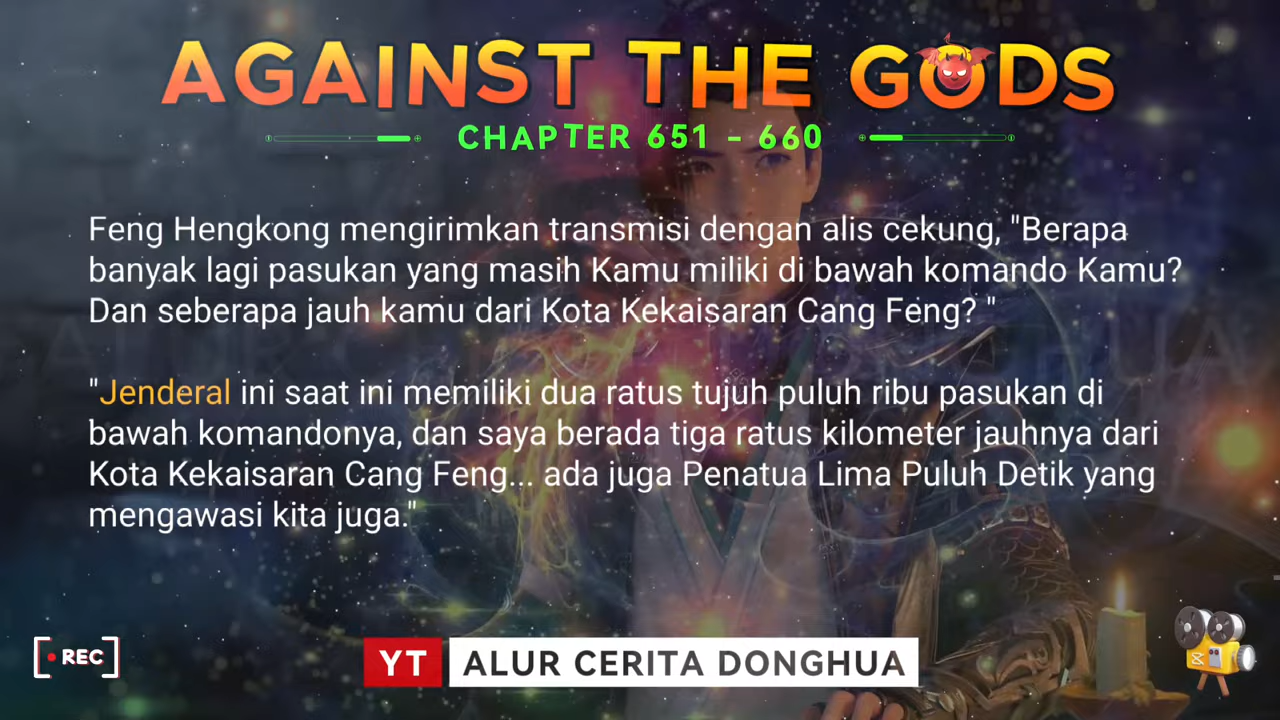 AGAINST THE GODS
CHAPTER 651 - 660
Feng Hengkong mengirimkan transmisi dengan alis cekung, "Berapa
banyak lagi pasukan yang masih Kamu miliki di bawah komando Kamu?
Dan seberapa jauh kamu dari Kota Kekaisaran Cang Feng? "
"Jenderal ini saat ini memiliki dua ratus tujuh puluh ribu pasukan di
bawah komandonya, dan saya berada tiga ratus kilometer jauhnya dari
Kota Kekaisaran Cang Feng... ada juga Penatua Lima Puluh Detik yang
mengawasi kita juga."
REC
YT ALUR CERITA DONGHUA